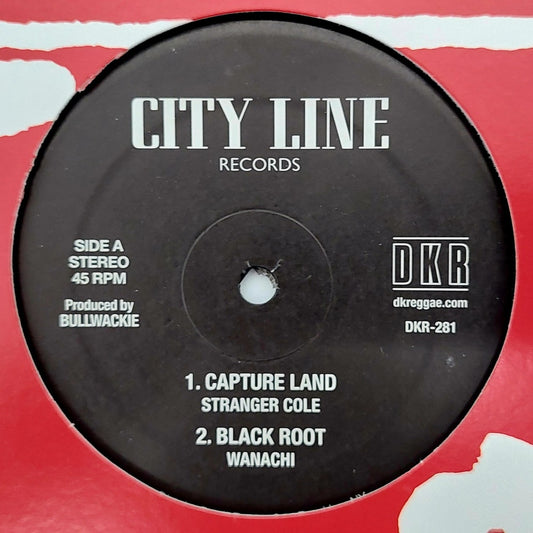 CITY LINE
RECORDS
SIDE A
STEREO
45 RPM
Produced by
BULLWACKIE
DKR
dkreggae.com
DKR-281
1. CAPTURE LAND
STRANGER COLE
2. BLACK ROOT
WANACHI